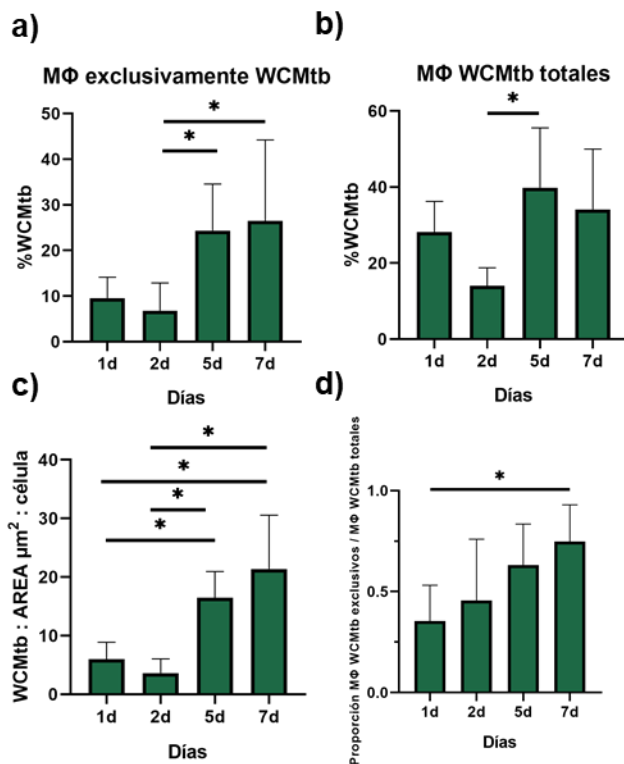 a)
MΦ exclusivamente WCMtb
%WCMtb
50
40
30
20
10
0
*
*
1d 2d 5d 7d
Días
b)
MΦ WCMtb totales
%WCMtb
60
40
20
0
*
1d 2d 5d 7d
Días
c)
WCMtb : AREA µm² : célula
40
30
20
10
0
*
*
*
*
1d 2d 5d 7d
Días
d)
Proporción MΦ WCMtb exclusivos / MΦ WCMtb totales
1.0
0.5
0.0
*
1d 2d 5d 7d
Días